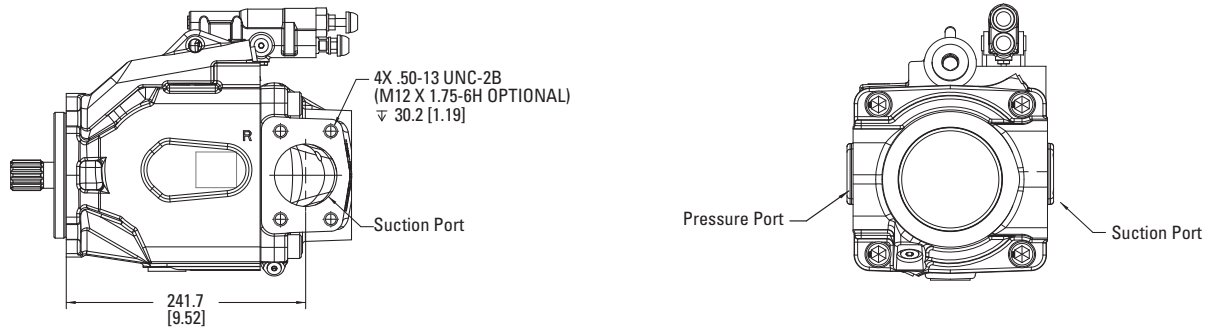 4X .50-13 UNC-2B
(M12 X 1.75-6H OPTIONAL)
↧ 30.2 [1.19]
R
Suction Port
241.7
[9.52]
Pressure Port
Suction Port